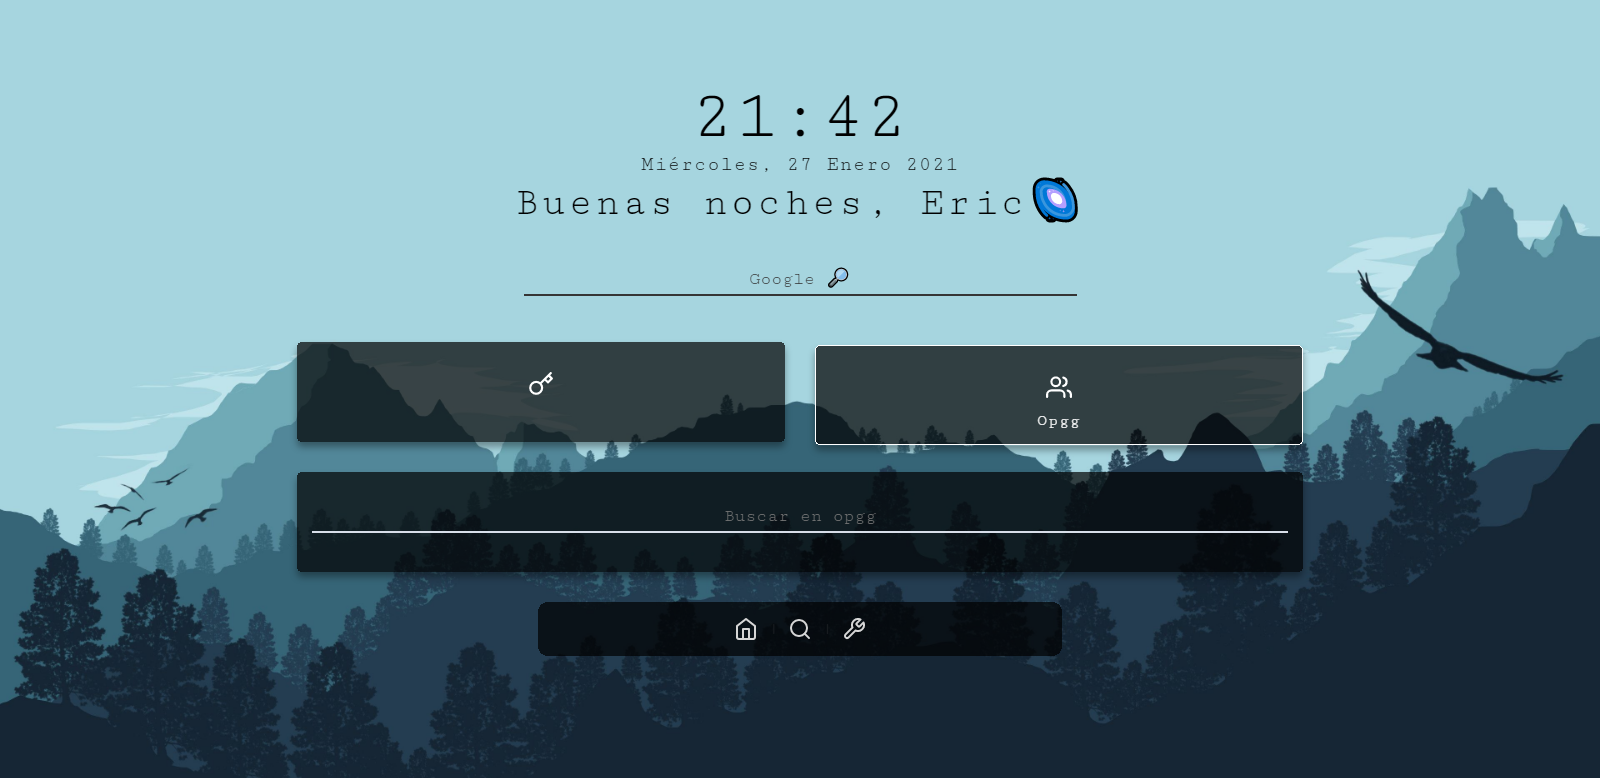 21:42
Miércoles, 27 Enero 2021
Buenas noches, Eric
Google
Opgg
Buscar en opgg